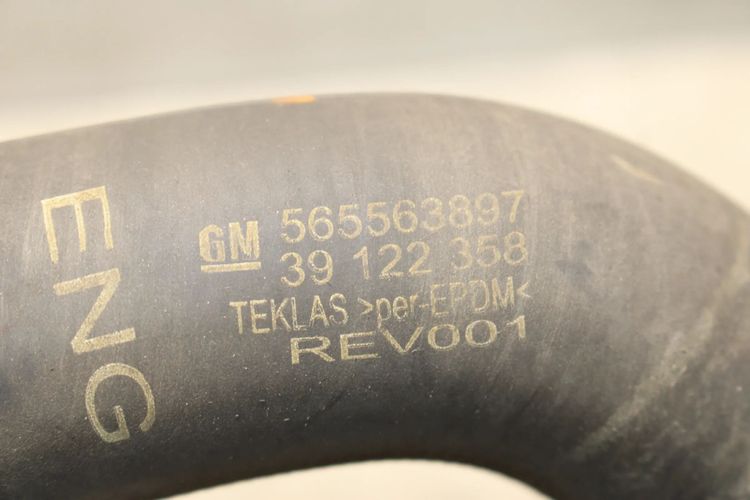 ENG
GM 565563897
39 122 358
TEKLAS >per-EPDM<
REV001